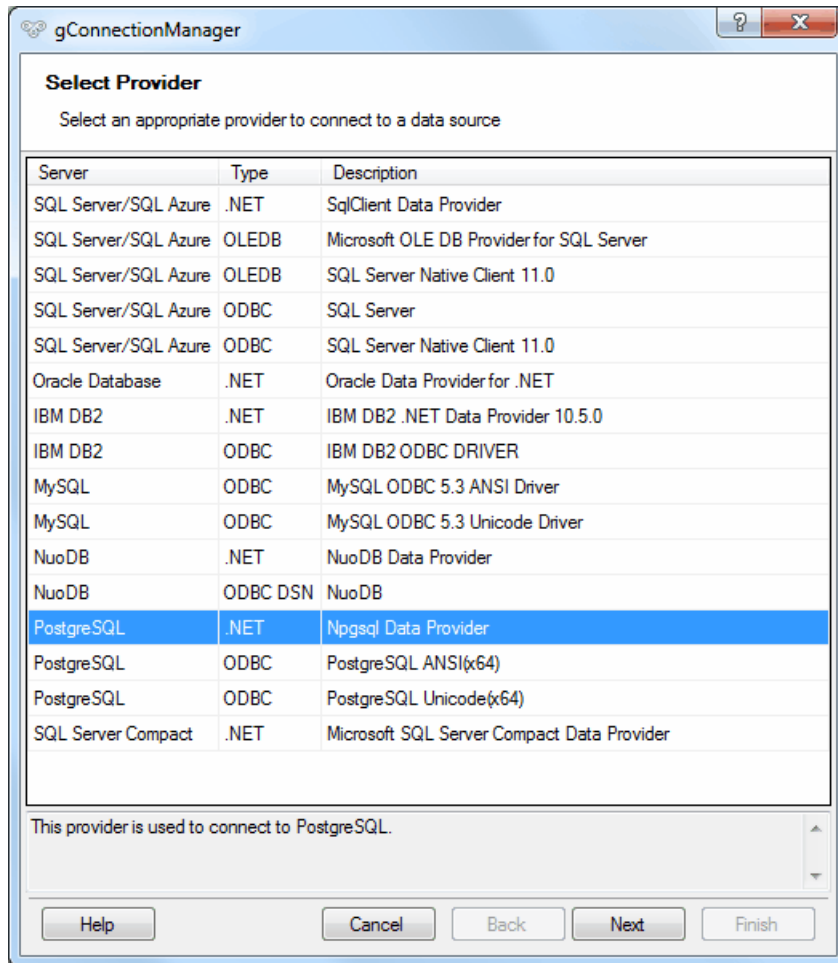 gConnectionManager
Select Provider
Select an appropriate provider to connect to a data source
Server Type Description
SQL Server/SQL Azure .NET SqlClient Data Provider
SQL Server/SQL Azure OLEDB Microsoft OLE DB Provider for SQL Server
SQL Server/SQL Azure OLEDB SQL Server Native Client 11.0
SQL Server/SQL Azure ODBC SQL Server
SQL Server/SQL Azure ODBC SQL Server Native Client 11.0
Oracle Database .NET Oracle Data Provider for .NET
IBM DB2 .NET IBM DB2 .NET Data Provider 10.5.0
IBM DB2 ODBC IBM DB2 ODBC DRIVER
MySQL ODBC MySQL ODBC 5.3 ANSI Driver
MySQL ODBC MySQL ODBC 5.3 Unicode Driver
NuoDB .NET NuoDB Data Provider
NuoDB ODBC DSN NuoDB
PostgreSQL .NET Npgsql Data Provider
PostgreSQL ODBC PostgreSQL ANSI(x64)
PostgreSQL ODBC PostgreSQL Unicode(x64)
SQL Server Compact .NET Microsoft SQL Server Compact Data Provider
This provider is used to connect to PostgreSQL.
Help Cancel Back Next Finish